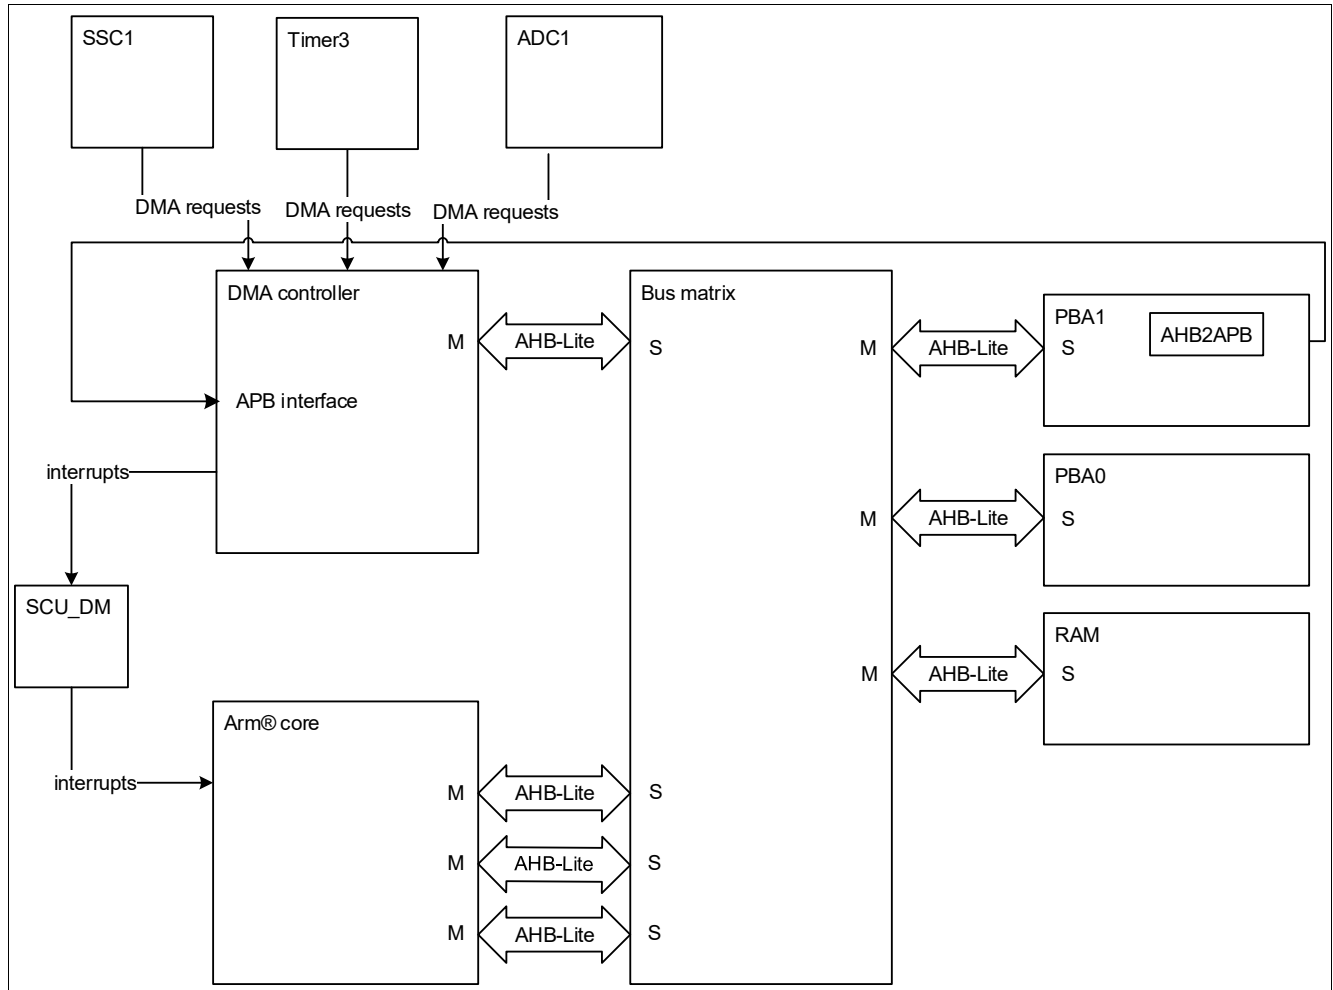 SSC1
Timer3
ADC1
DMA requests
DMA requests
DMA requests
DMA controller
M
AHB-Lite
APB interface
interrupts
SCU_DM
interrupts
Arm® core
M
AHB-Lite
M
AHB-Lite
M
AHB-Lite
Bus matrix
S
M
AHB-Lite
M
AHB-Lite
M
AHB-Lite
S
S
S
PBA1
S
AHB2APB
PBA0
S
RAM
S